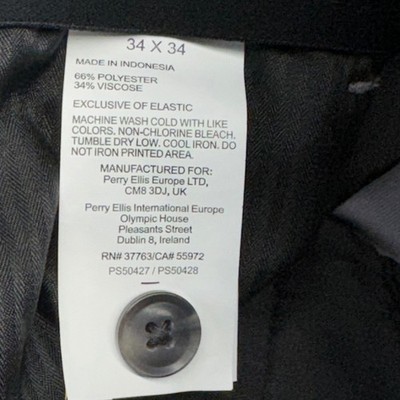 34 X 34
MADE IN INDONESIA
66% POLYESTER
34% VISCOSE
EXCLUSIVE OF ELASTIC
MACHINE WASH COLD WITH LIKE
COLORS. NON-CHLORINE BLEACH.
TUMBLE DRY LOW. COOL IRON. DO
NOT IRON PRINTED AREA.
MANUFACTURED FOR:
Perry Ellis Europe LTD,
CM8 3DJ, UK
Perry Ellis International Europe
Olympic House
Pleasants Street
Dublin 8, Ireland
RN# 37763/CA# 55972
PS50427 / PS50428